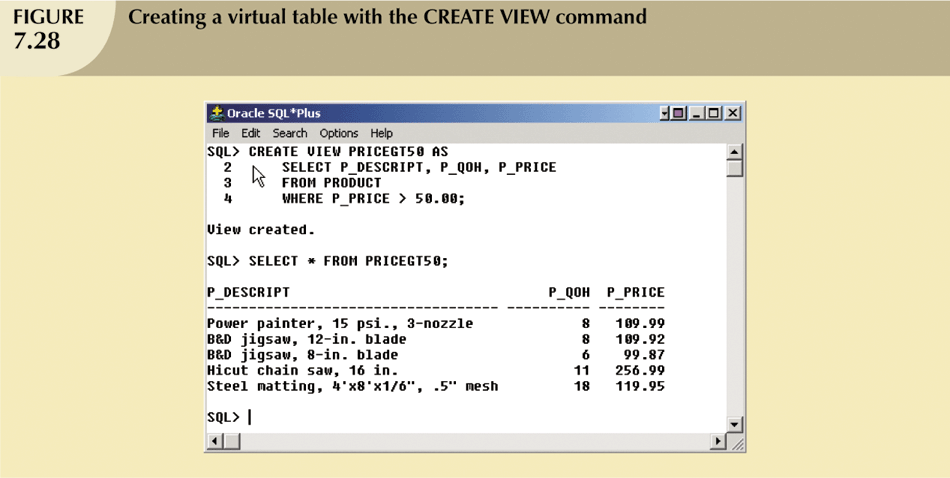 FIGURE 7.28
Creating a virtual table with the CREATE VIEW command
Oracle SQL*Plus
File Edit Search Options Help
SQL> CREATE VIEW PRICEGT50 AS
2 SELECT P_DESCRIPT, P_QOH, P_PRICE
3 FROM PRODUCT
4 WHERE P_PRICE > 50.00;
View created.
SQL> SELECT * FROM PRICEGT50;
P_DESCRIPT P_QOH P_PRICE
----------------------------------- ---------- --------
Power painter, 15 psi., 3-nozzle 8 109.99
B&D jigsaw, 12-in. blade 8 109.92
B&D jigsaw, 8-in. blade 6 99.87
Hicut chain saw, 16 in. 11 256.99
Steel matting, 4'x8'x1/6", .5" mesh 18 119.95
SQL>